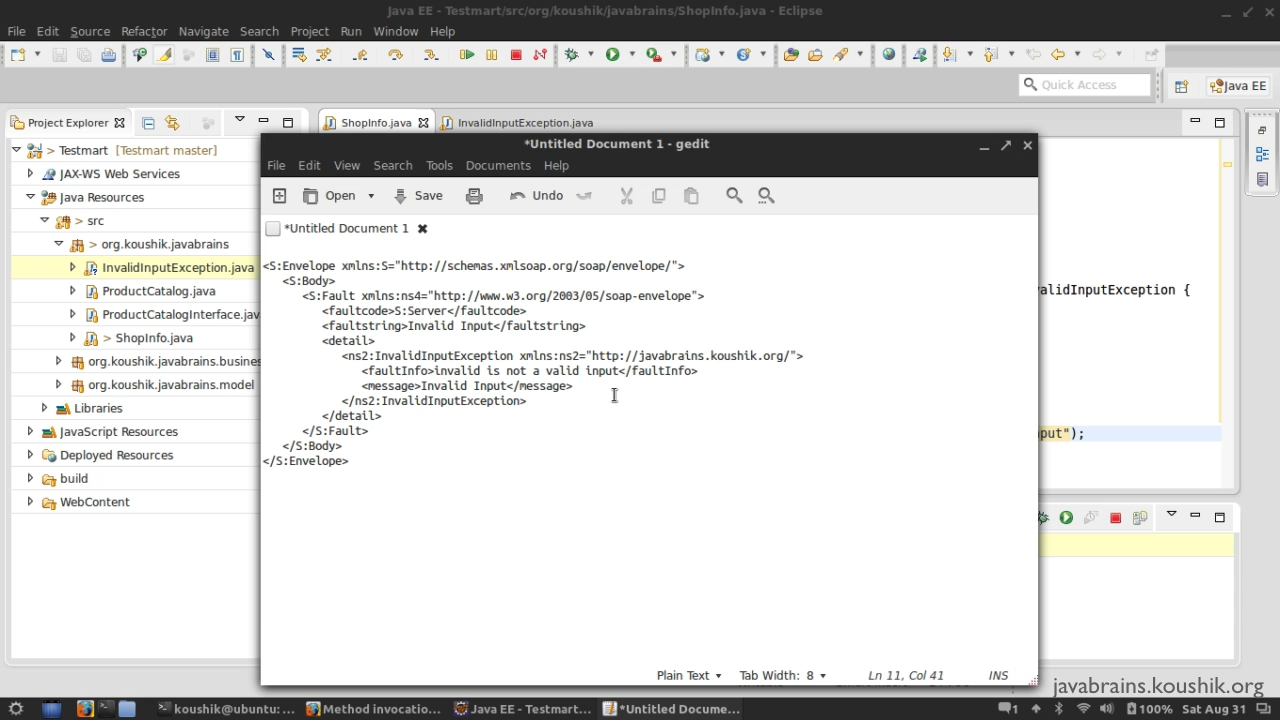 Java EE - Testmart/src/org/koushik/javabrains/ShopInfo.java - Eclipse
File Edit Source Refactor Navigate Search Project Run Window Help
Quick Access
Java EE
Project Explorer
ShopInfo.java
InvalidInputException.java
> Testmart [Testmart master]
JAX-WS Web Services
Java Resources
> src
> org.koushik.javabrains
InvalidInputException.java
ProductCatalog.java
ProductCatalogInterface.jav
> ShopInfo.java
org.koushik.javabrains.busine
org.koushik.javabrains.model
Libraries
JavaScript Resources
Deployed Resources
build
WebContent
alidInputException {
put");
*Untitled Document 1 - gedit
File Edit View Search Tools Documents Help
Open Save Undo
*Untitled Document 1
<S:Envelope xmlns:S="http://schemas.xmlsoap.org/soap/envelope/">
<S:Body>
<S:Fault xmlns:ns4="http://www.w3.org/2003/05/soap-envelope">
<faultcode>S:Server</faultcode>
<faultstring>Invalid Input</faultstring>
<detail>
<ns2:InvalidInputException xmlns:ns2="http://javabrains.koushik.org/">
<faultInfo>invalid is not a valid input</faultInfo>
<message>Invalid Input</message>
</ns2:InvalidInputException>
</detail>
</S:Fault>
</S:Body>
</S:Envelope>
Plain Text Tab Width: 8 Ln 11, Col 41 INS
javabrains.koushik.org
koushik@ubuntu: ... Method invocatio... Java EE - Testmart... *Untitled Docume... 1 100% Sat Aug 31